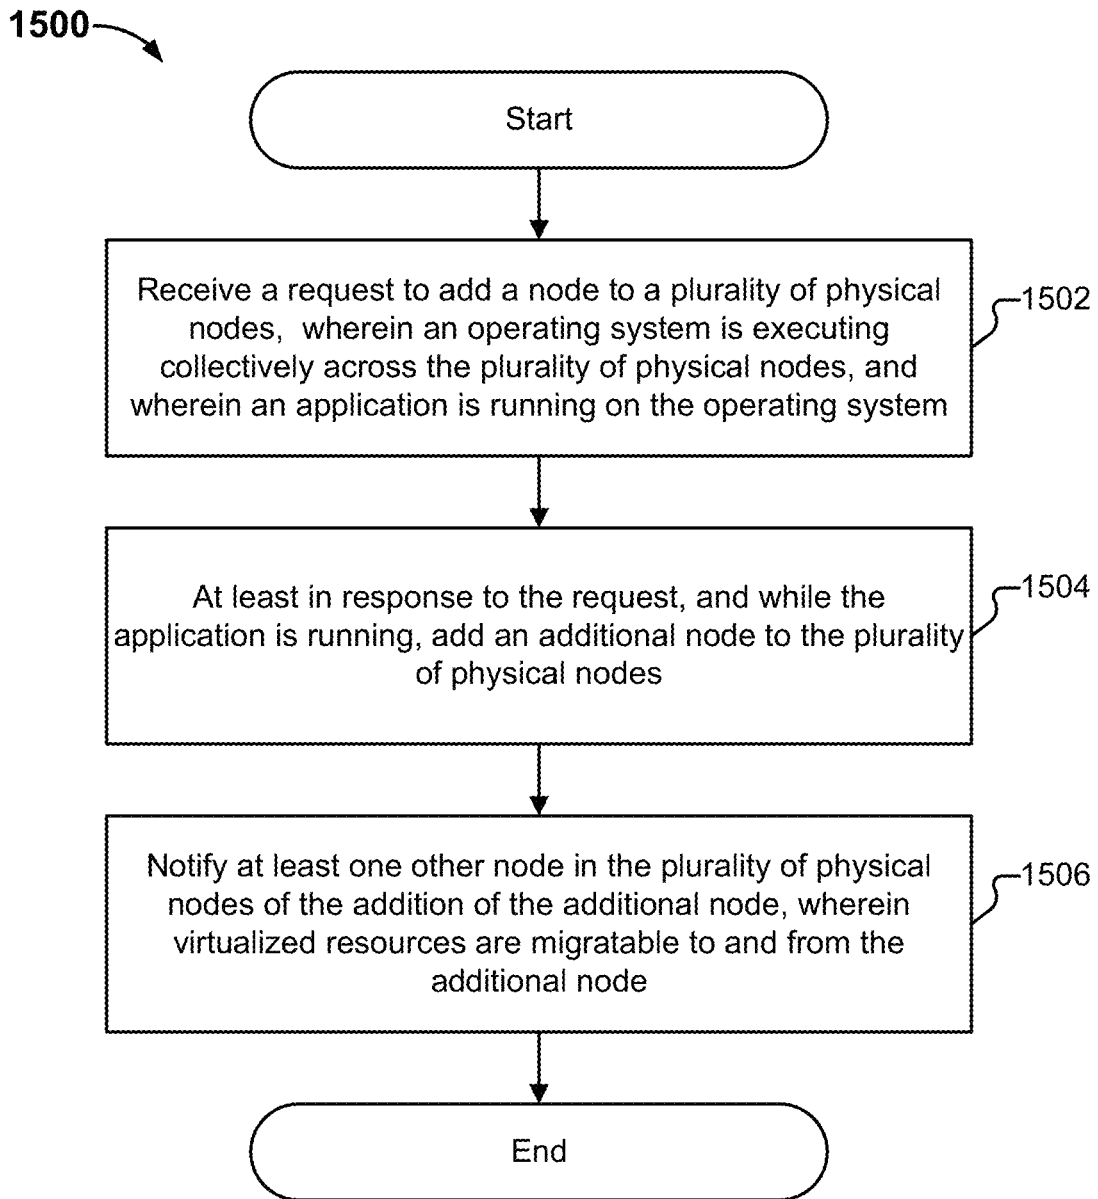 1500
Start
Receive a request to add a node to a plurality of physical
nodes,  wherein an operating system is executing
collectively across the plurality of physical nodes, and
wherein an application is running on the operating system
1502
At least in response to the request, and while the
application is running, add an additional node to the plurality
of physical nodes
1504
Notify at least one other node in the plurality of physical
nodes of the addition of the additional node, wherein
virtualized resources are migratable to and from the
additional node
1506
End